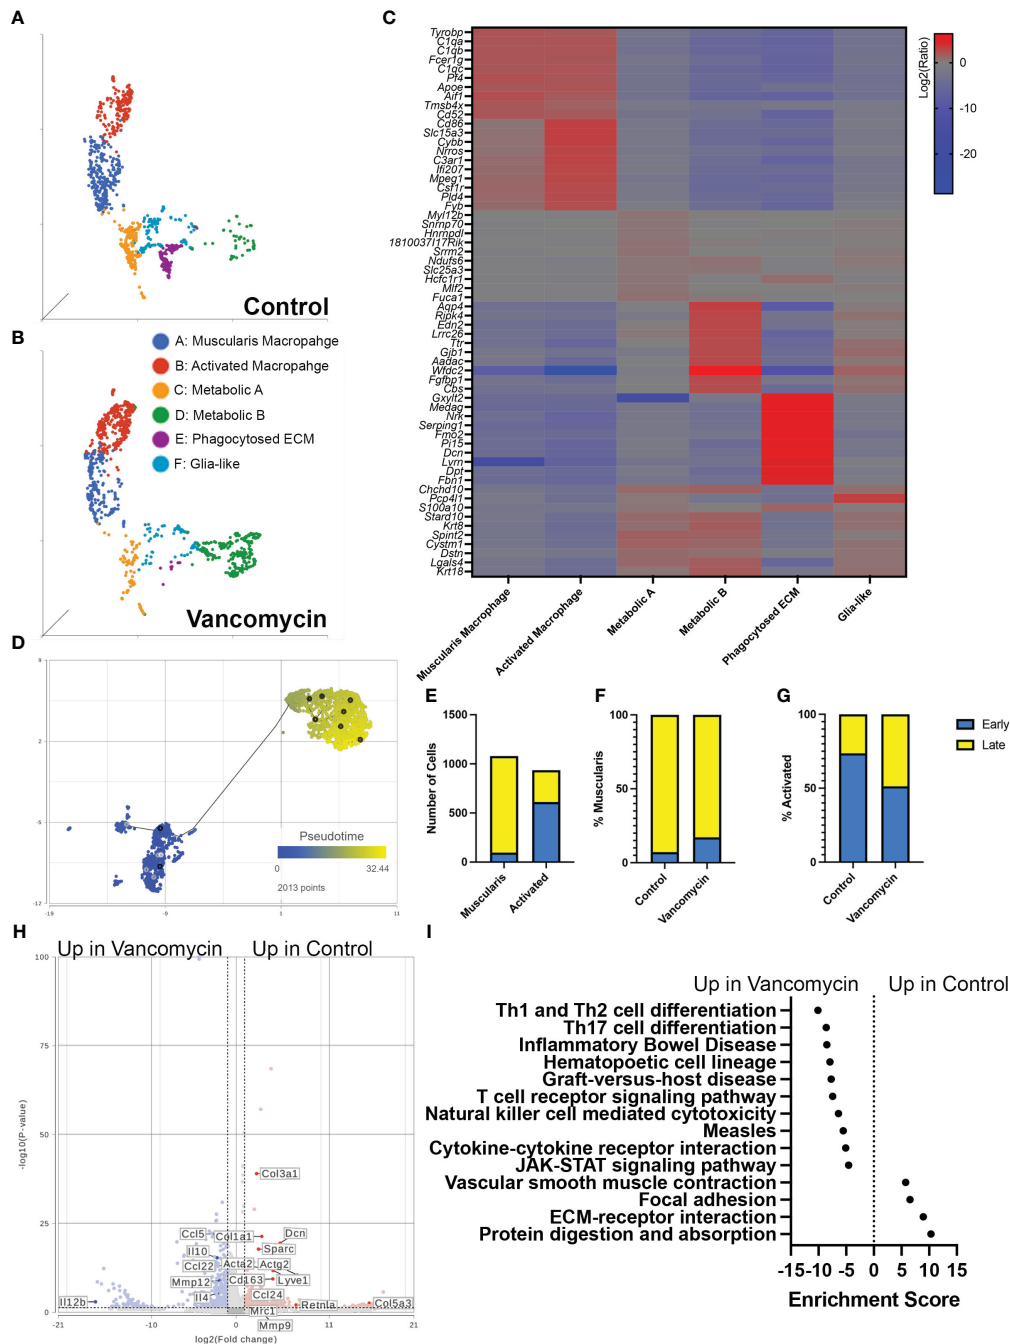 A
Control
B
A: Muscularis Macropahge
B: Activated Macropahge
C: Metabolic A
D: Metabolic B
E: Phagocytosed ECM
F: Glia-like
Vancomycin
C
Tyrobp
C1qa
C1qb
Fcer1g
C1qc
Pf4
Apoe
Aif1
Tmsb4x
Cd52
Cd86
Slc15a3
Cybb
Nrros
C3ar1
Ifi207
Mpeg1
Csf1r
Pld4
Fyb
Myl12b
Snrnp70
Hnrnpdl
1810037I17Rik
Srrm2
Ndufs6
Slc25a3
Hcfc1r1
Mlf2
Fuca1
Aqp4
Ripk4
Edn2
Lrrc26
Ttr
Gjb1
Aadac
Wfdc2
Fgfbp1
Cbs
Gxylt2
Medag
Nrk
Serping1
Fmo2
Pi15
Dcn
Lvrn
Dpt
Fbn1
Chchd10
Pcp4l1
S100a10
Stard10
Krt8
Spint2
Cystm1
Dstn
Lgals4
Krt18
Muscularis Macrophage
Activated Macrophage
Metabolic A
Metabolic B
Phagocytosed ECM
Glia-like
Log2(Ratio)
0
-10
-20
D
9
2
-5
-12
-19
-9
1
11
Pseudotime
0
32.44
2013 points
E
Number of Cells
1500
1000
500
0
Muscularis
Activated
F
% Muscularis
100
50
0
Control
Vancomycin
G
% Activated
100
50
0
Control
Vancomycin
Early
Late
H
Up in Vancomycin
Up in Control
-log10(P-value)
100
75
50
25
0
Col3a1
Ccl5
Col1a1
Dcn
Il10
Sparc
Ccl22
Acta2
Actg2
Mmp12
Cd163
Lyve1
Il4
Ccl24
Il12b
Retnla
Col5a3
Mrc1
Mmp9
-21
-10
0
11
21
log2(Fold change)
I
Up in Vancomycin
Up in Control
Th1 and Th2 cell differentiation
Th17 cell differentiation
Inflammatory Bowel Disease
Hematopoetic cell lineage
Graft-versus-host disease
T cell receptor signaling pathway
Natural killer cell mediated cytotoxicity
Measles
Cytokine-cytokine receptor interaction
JAK-STAT signaling pathway
Vascular smooth muscle contraction
Focal adhesion
ECM-receptor interaction
Protein digestion and absorption
-15
-10
-5
0
5
10
15
Enrichment Score